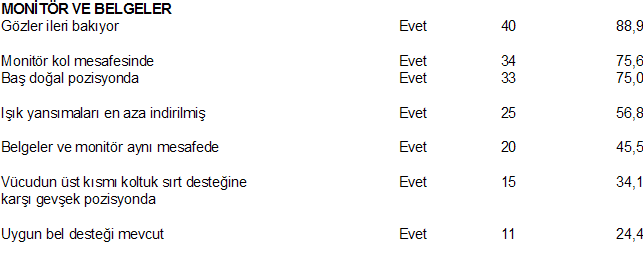 MONİTÖR VE BELGELER
Gözler ileri bakıyor Evet 40 88,9
Monitör kol mesafesinde Evet 34 75,6
Baş doğal pozisyonda Evet 33 75,0
Işık yansımaları en aza indirilmiş Evet 25 56,8
Belgeler ve monitör aynı mesafede Evet 20 45,5
Vücudun üst kısmı koltuk sırt desteğine Evet 15 34,1
karşı gevşek pozisyonda
Uygun bel desteği mevcut Evet 11 24,4